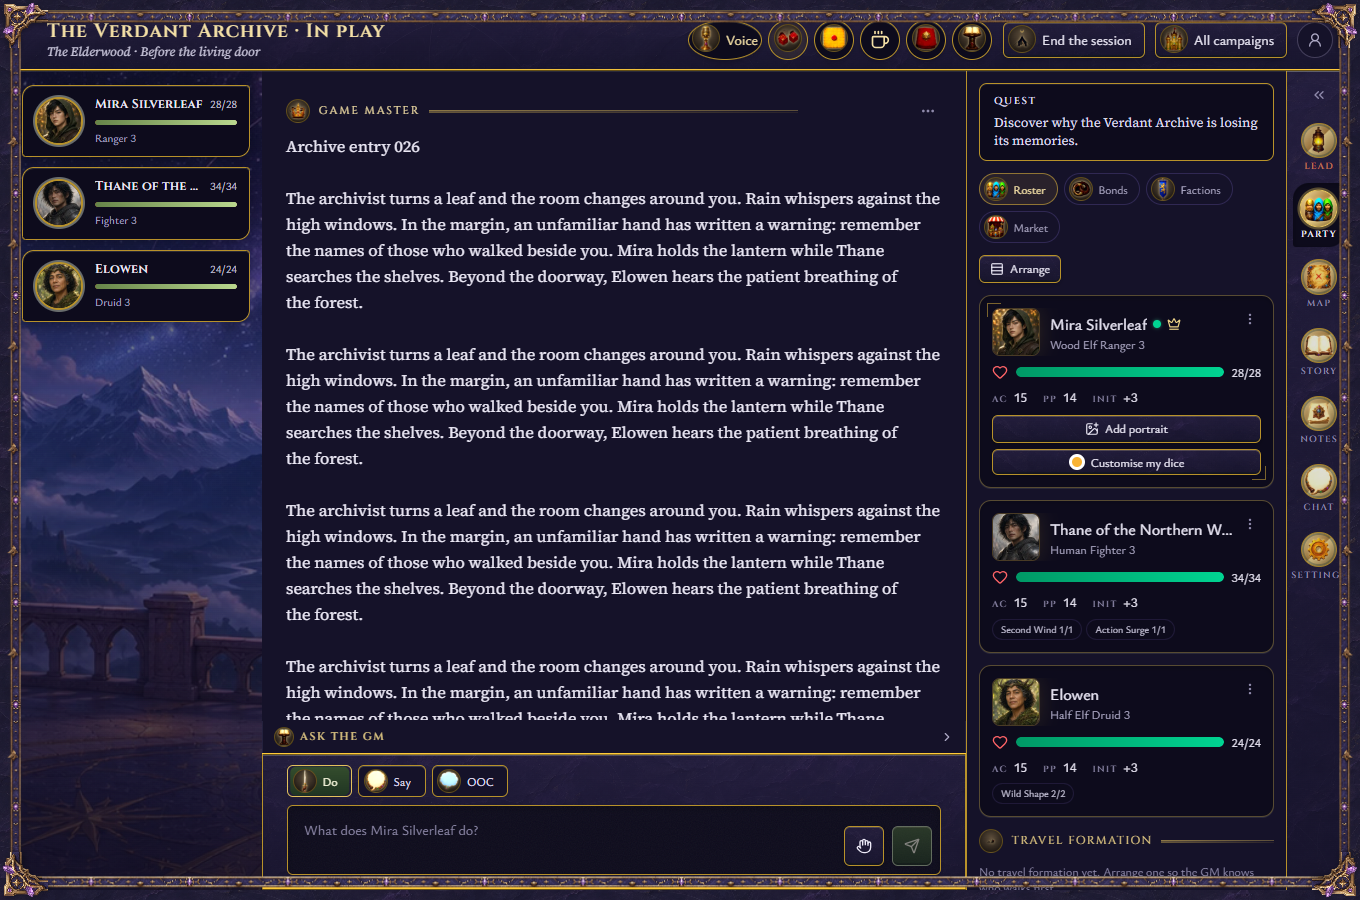 THE VERDANT ARCHIVE · IN PLAY
The Elderwood · Before the living door
Voice
End the session
All campaigns
MIRA SILVERLEAF 28/28
Ranger 3
THANE OF THE ... 34/34
Fighter 3
ELOWEN 24/24
Druid 3
GAME MASTER
Archive entry 026
The archivist turns a leaf and the room changes around you. Rain whispers against the
high windows. In the margin, an unfamiliar hand has written a warning: remember
the names of those who walked beside you. Mira holds the lantern while Thane
searches the shelves. Beyond the doorway, Elowen hears the patient breathing of
the forest.
The archivist turns a leaf and the room changes around you. Rain whispers against the
high windows. In the margin, an unfamiliar hand has written a warning: remember
the names of those who walked beside you. Mira holds the lantern while Thane
searches the shelves. Beyond the doorway, Elowen hears the patient breathing of
the forest.
The archivist turns a leaf and the room changes around you. Rain whispers against the
high windows. In the margin, an unfamiliar hand has written a warning: remember
the names of those who walked beside you. Mira holds the lantern while Thane
searches the shelves. Beyond the doorway, Elowen hears the patient breathing of
the forest.
The archivist turns a leaf and the room changes around you. Rain whispers against the
high windows. In the margin, an unfamiliar hand has written a warning: remember
the names of those who walked beside you. Mira holds the lantern while Thane
ASK THE GM
Do
Say
OOC
What does Mira Silverleaf do?
QUEST
Discover why the Verdant Archive is losing
its memories.
Roster
Bonds
Factions
Market
Arrange
Mira Silverleaf
Wood Elf Ranger 3
28/28
AC 15 PP 14 INIT +3
Add portrait
Customise my dice
Thane of the Northern W...
Human Fighter 3
34/34
AC 15 PP 14 INIT +3
Second Wind 1/1
Action Surge 1/1
Elowen
Half Elf Druid 3
24/24
AC 15 PP 14 INIT +3
Wild Shape 2/2
TRAVEL FORMATION
No travel formation yet. Arrange one so the GM knows
who walks first.
LEAD
PARTY
MAP
STORY
NOTES
CHAT
SETTING